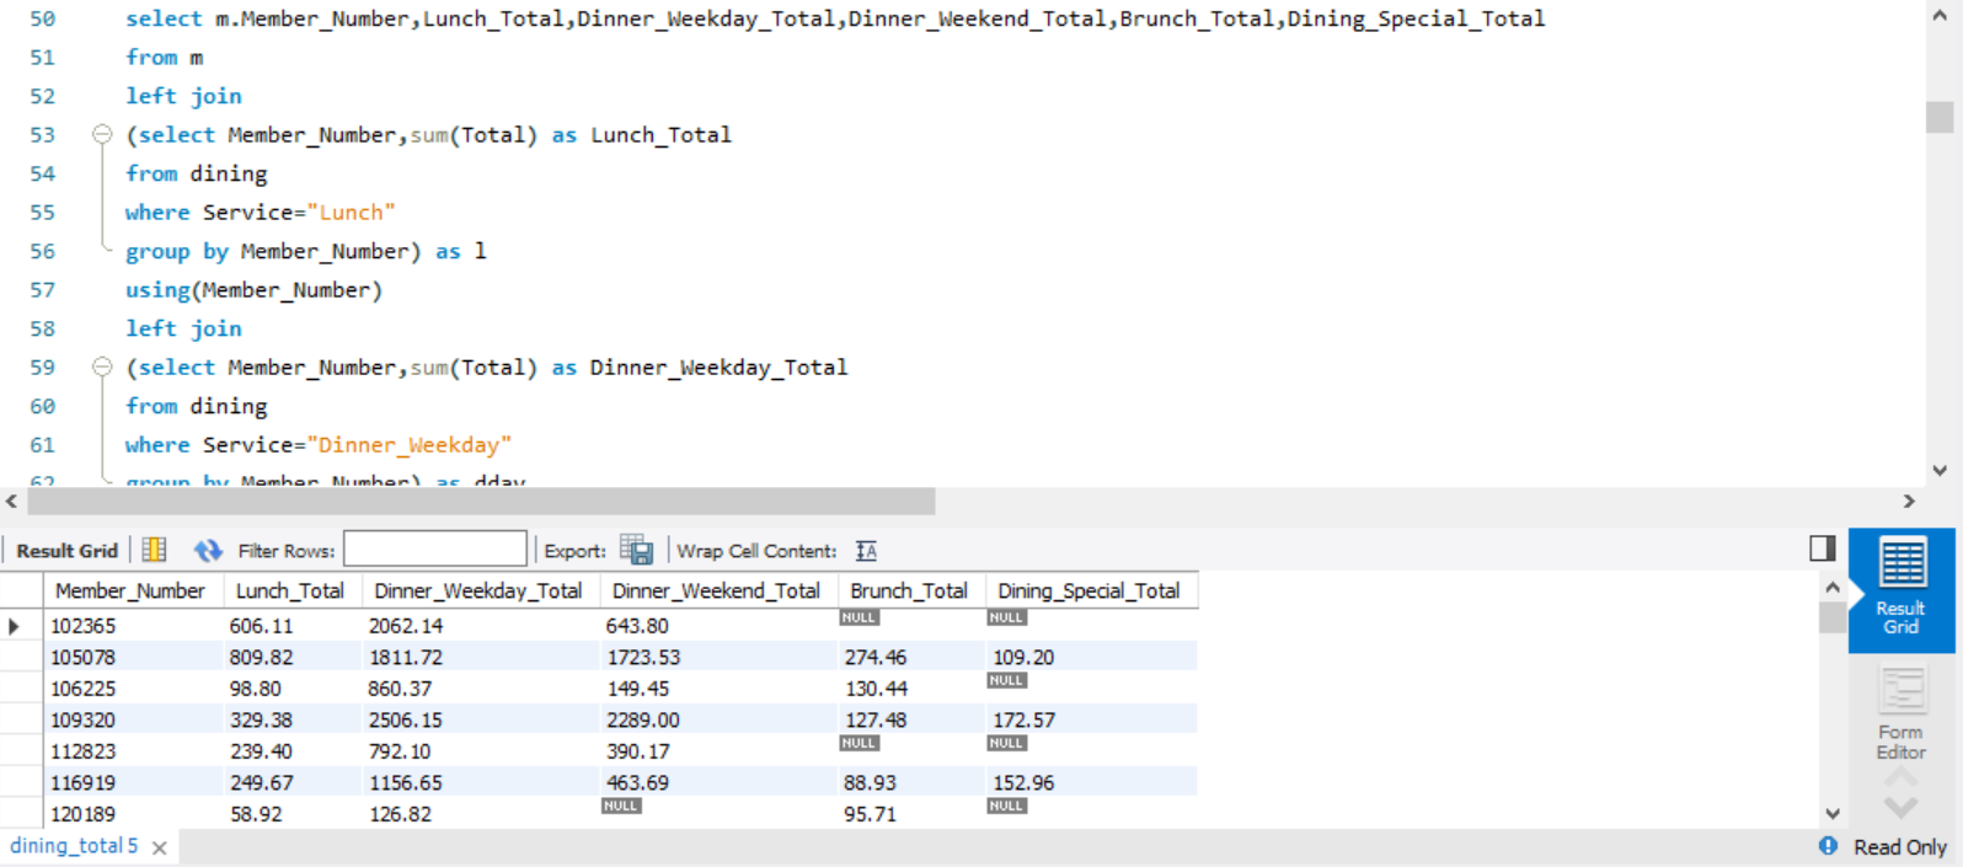 50 select m.Member_Number,Lunch_Total,Dinner_Weekday_Total,Dinner_Weekend_Total,Brunch_Total,Dining_Special_Total
51 from m
52 left join
53 (select Member_Number,sum(Total) as Lunch_Total
54 from dining
55 where Service="Lunch"
56 group by Member_Number) as l
57 using(Member_Number)
58 left join
59 (select Member_Number,sum(Total) as Dinner_Weekday_Total
60 from dining
61 where Service="Dinner_Weekday"
62 group by Member_Number) as dday
Result Grid Filter Rows: Export: Wrap Cell Content:
Member_Number Lunch_Total Dinner_Weekday_Total Dinner_Weekend_Total Brunch_Total Dining_Special_Total
102365 606.11 2062.14 643.80 NULL NULL
105078 809.82 1811.72 1723.53 274.46 109.20
106225 98.80 860.37 149.45 130.44 NULL
109320 329.38 2506.15 2289.00 127.48 172.57
112823 239.40 792.10 390.17 NULL NULL
116919 249.67 1156.65 463.69 88.93 152.96
120189 58.92 126.82 NULL 95.71 NULL
Result
Grid
Form
Editor
dining_total 5
Read Only